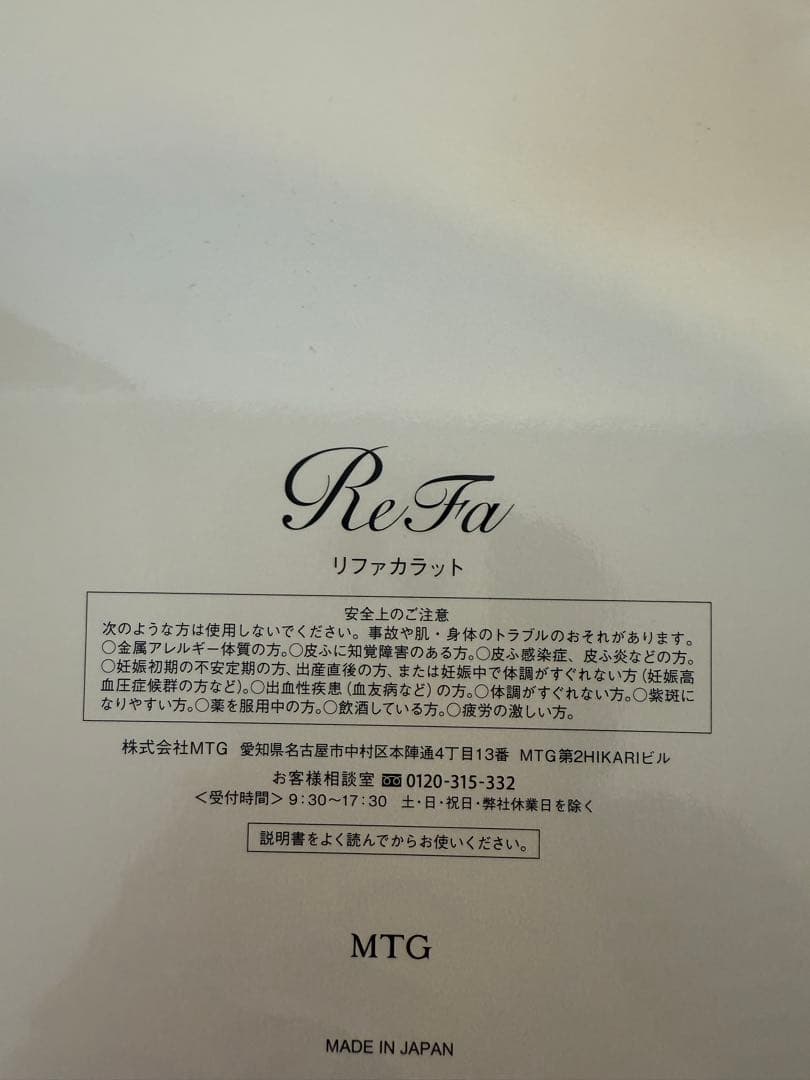 ReFa
リファカラット
安全上のご注意
次のような方は使用しないでください。事故や肌・身体のトラブルのおそれがあります。
○金属アレルギー体質の方。○皮ふに知覚障害のある方。○皮ふ感染症、皮ふ炎などの方。
○妊娠初期の不安定期の方、出産直後の方、または妊娠中で体調がすぐれない方（妊娠高
血圧症候群の方など）。○出血性疾患（血友病など）の方。○体調がすぐれない方。○紫斑に
なりやすい方。○薬を服用中の方。○飲酒している方。○疲労の激しい方。
株式会社MTG 愛知県名古屋市中村区本陣通4丁目13番 MTG第2HIKARIビル
お客様相談室 0120-315-332
＜受付時間＞9：30〜17：30 土・日・祝日・弊社休業日を除く
説明書をよく読んでからお使いください。
MTG
MADE IN JAPAN